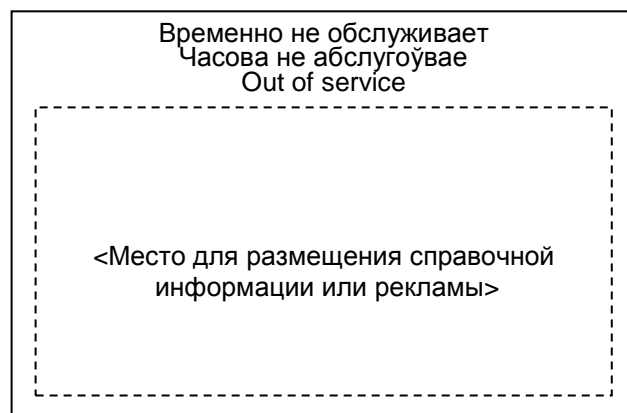 Временно не обслуживает
Часова не абслугоўвае
Out of service
<Место для размещения справочной
информации или рекламы>